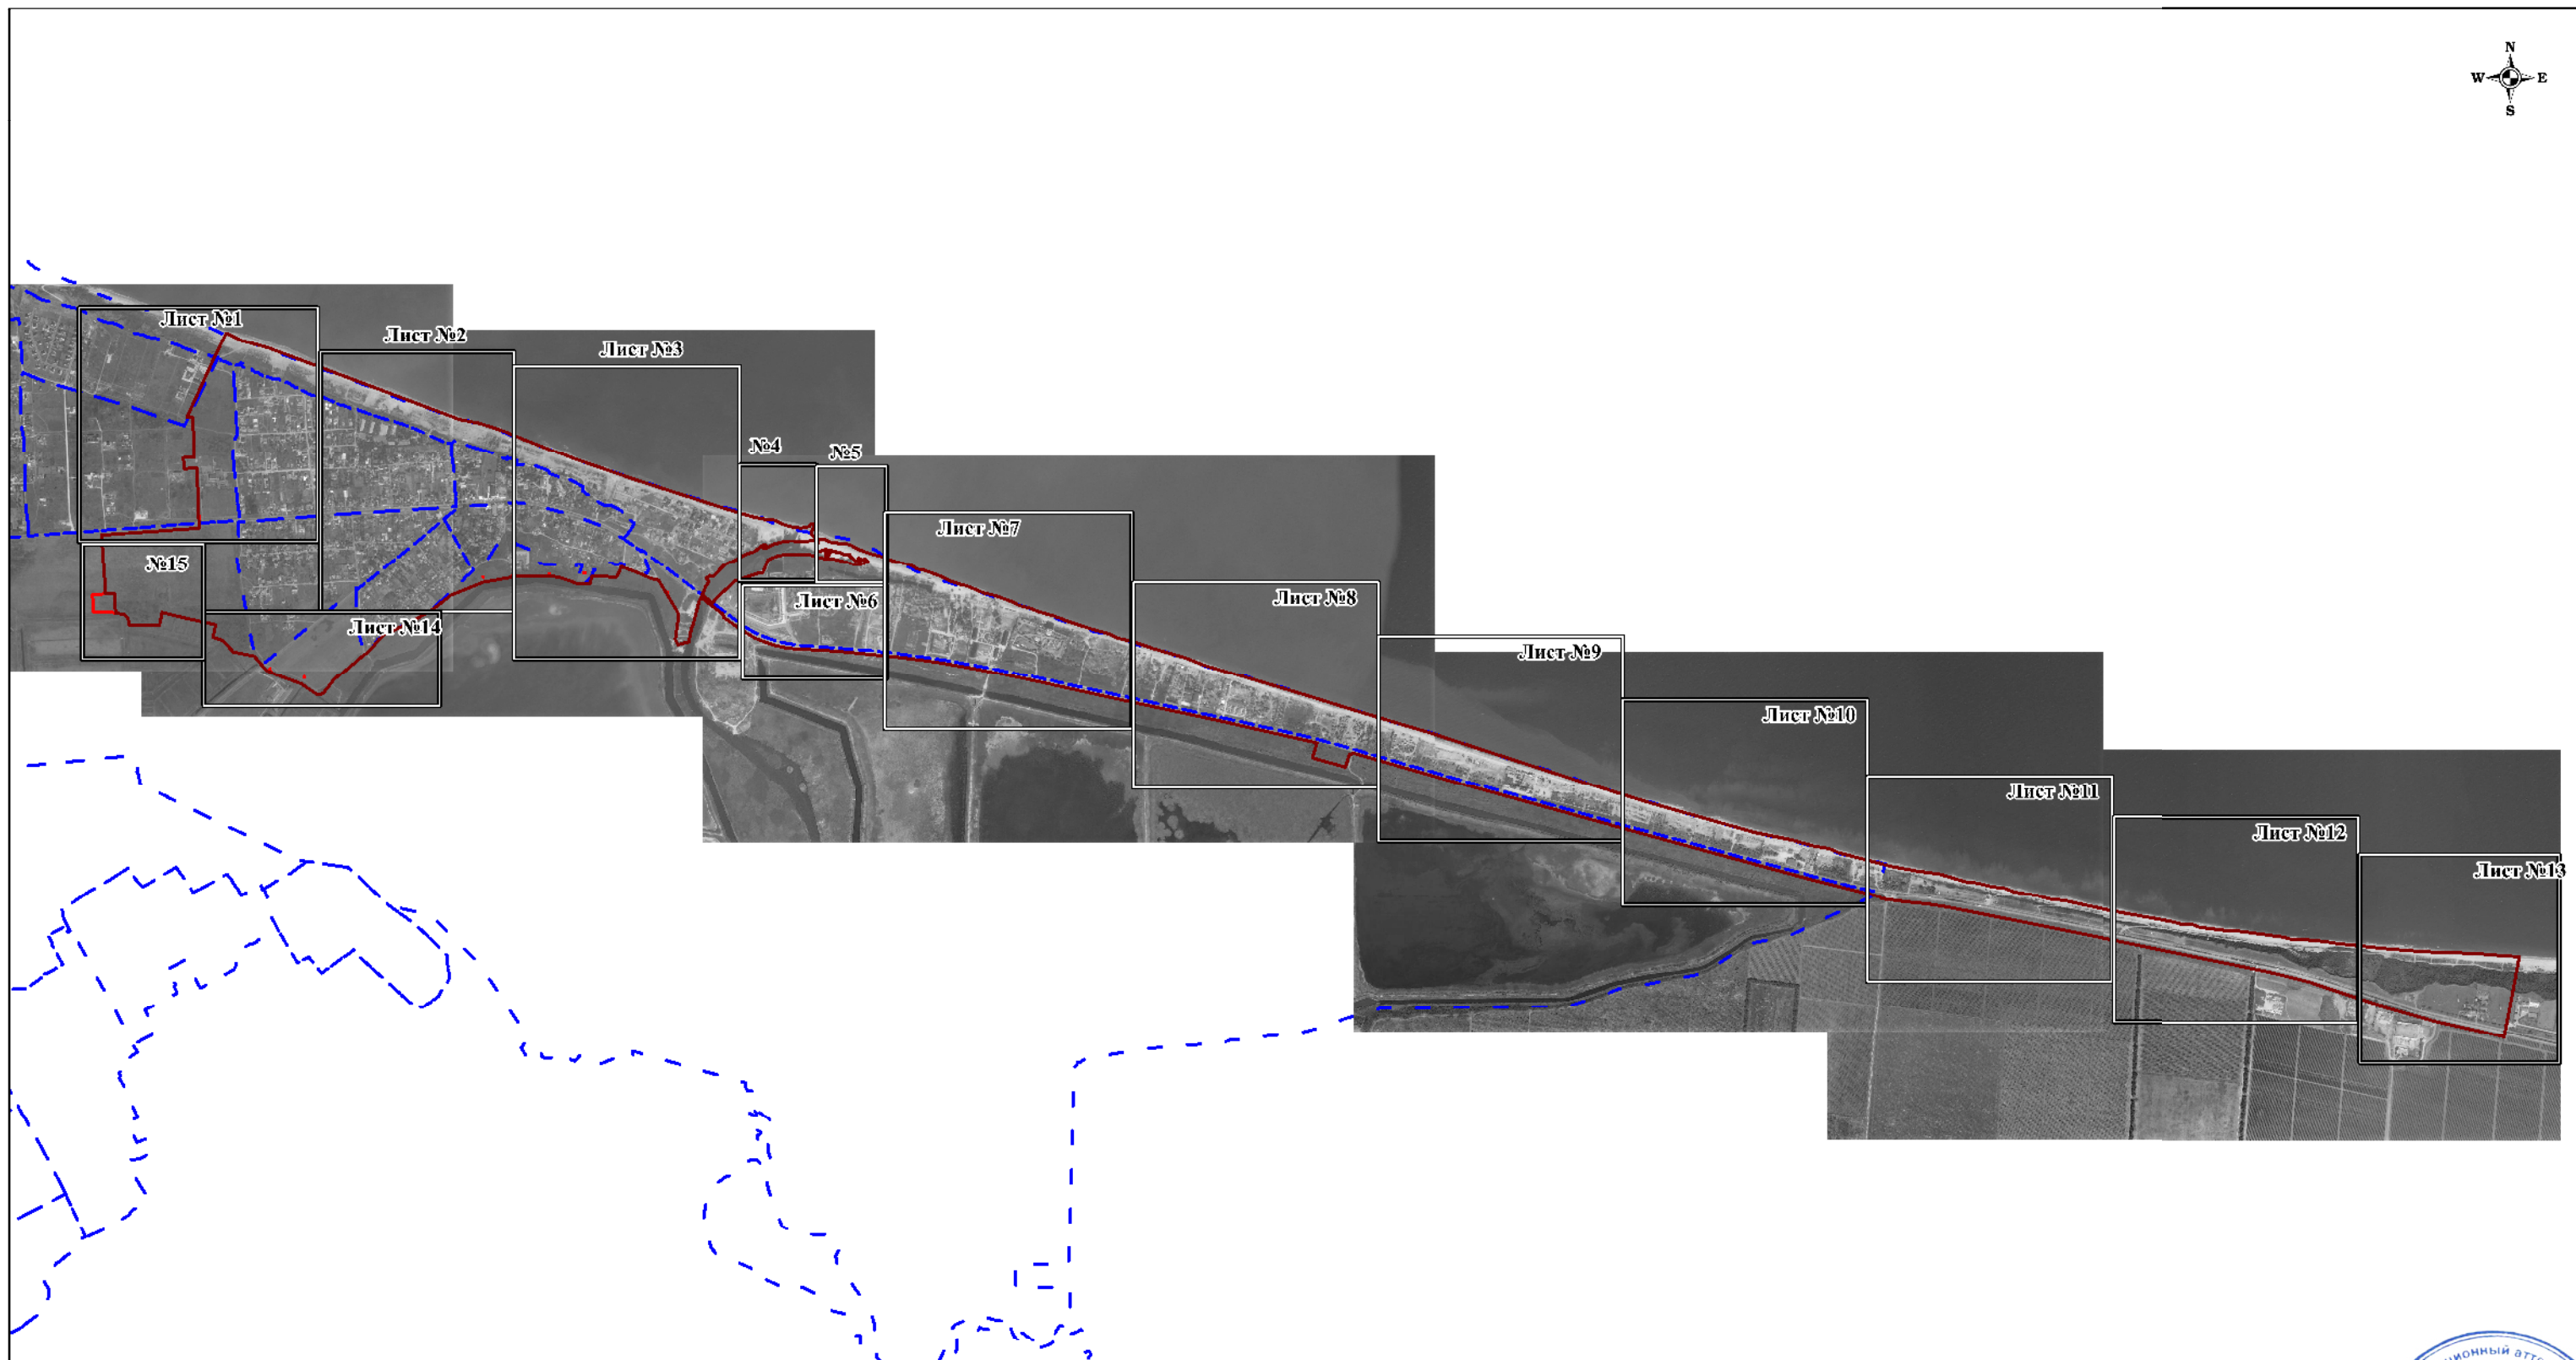 N
W E
S
Лист №1
Лист №2
Лист №3
№4
№5
Лист №7
№15
Лист №6
Лист №8
Лист №14
Лист №9
Лист №10
Лист №11
Лист №12
Лист №13